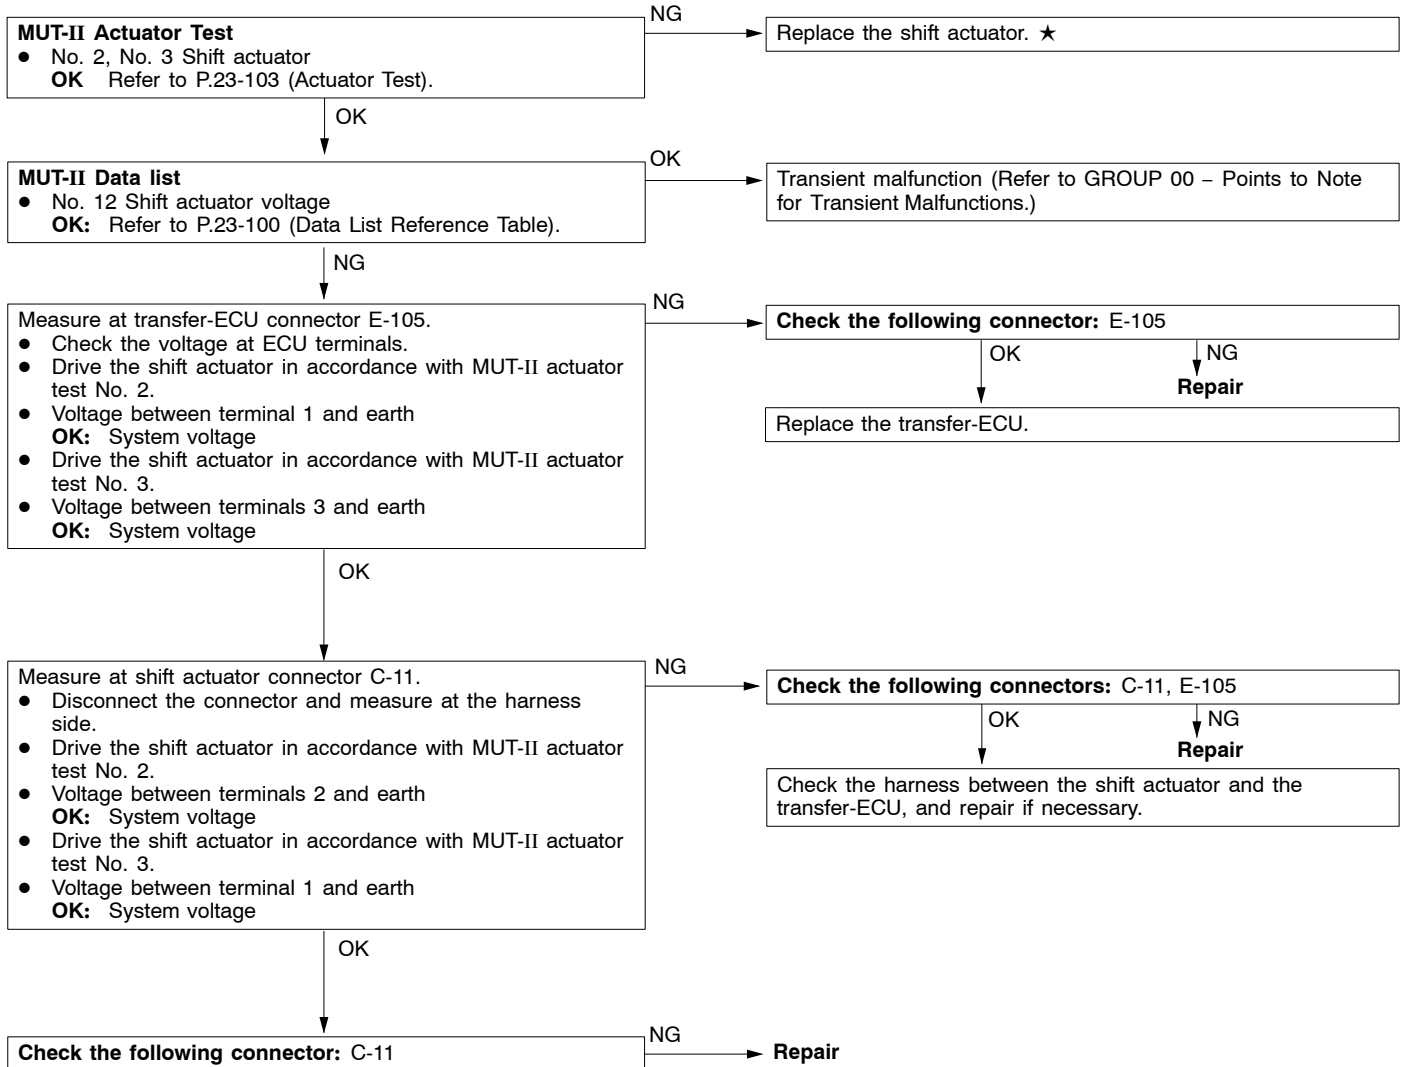 MUT-II Actuator Test
● No. 2, No. 3 Shift actuator
OK Refer to P.23-103 (Actuator Test).
NG
Replace the shift actuator. ★
OK
MUT-II Data list
● No. 12 Shift actuator voltage
OK: Refer to P.23-100 (Data List Reference Table).
OK
Transient malfunction (Refer to GROUP 00 – Points to Note
for Transient Malfunctions.)
NG
Measure at transfer-ECU connector E-105.
● Check the voltage at ECU terminals.
● Drive the shift actuator in accordance with MUT-II actuator
test No. 2.
● Voltage between terminal 1 and earth
OK: System voltage
● Drive the shift actuator in accordance with MUT-II actuator
test No. 3.
● Voltage between terminals 3 and earth
OK: System voltage
NG
Check the following connector: E-105
OK
NG
Repair
Replace the transfer-ECU.
OK
Measure at shift actuator connector C-11.
● Disconnect the connector and measure at the harness
side.
● Drive the shift actuator in accordance with MUT-II actuator
test No. 2.
● Voltage between terminals 2 and earth
OK: System voltage
● Drive the shift actuator in accordance with MUT-II actuator
test No. 3.
● Voltage between terminal 1 and earth
OK: System voltage
NG
Check the following connectors: C-11, E-105
OK
NG
Repair
Check the harness between the shift actuator and the
transfer-ECU, and repair if necessary.
OK
Check the following connector: C-11
NG
Repair